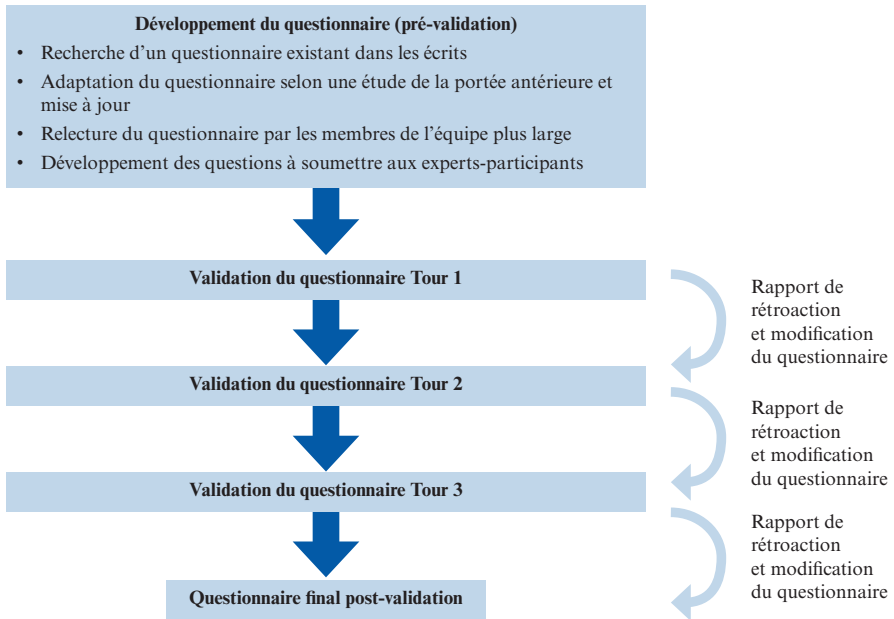 Développement du questionnaire (pré-validation)
• Recherche d'un questionnaire existant dans les écrits
• Adaptation du questionnaire selon une étude de la portée antérieure et
mise à jour
• Relecture du questionnaire par les membres de l'équipe plus large
• Développement des questions à soumettre aux experts-participants
Validation du questionnaire Tour 1
Rapport de
rétroaction
et modification
du questionnaire
Validation du questionnaire Tour 2
Rapport de
rétroaction
et modification
du questionnaire
Validation du questionnaire Tour 3
Rapport de
rétroaction
et modification
du questionnaire
Questionnaire final post-validation